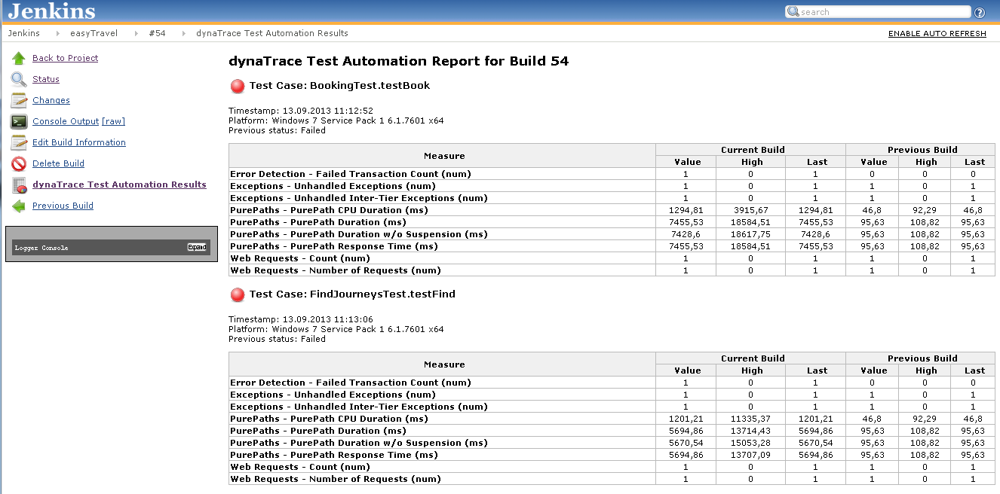 Jenkins
search
Jenkins easyTravel #54 dynaTrace Test Automation Results
ENABLE AUTO REFRESH
Back to Project
Status
Changes
Console Output [raw]
Edit Build Information
Delete Build
dynaTrace Test Automation Results
Previous Build
Logger Console Expand
dynaTrace Test Automation Report for Build 54
Test Case: BookingTest.testBook
Timestamp: 13.09.2013 11:12:52
Platform: Windows 7 Service Pack 1 6.1.7601 x64
Previous status: Failed
Measure Current Build Previous Build
Value High Last Value High Last
Error Detection - Failed Transaction Count (num) 1 0 1 0 0 0
Exceptions - Unhandled Exceptions (num) 1 0 1 1 0 1
Exceptions - Unhandled Inter-Tier Exceptions (num) 1 0 1 1 0 1
PurePaths - PurePath CPU Duration (ms) 1294,81 3915,67 1294,81 46,8 92,29 46,8
PurePaths - PurePath Duration (ms) 7455,53 18584,51 7455,53 95,63 108,82 95,63
PurePaths - PurePath Duration w/o Suspension (ms) 7428,6 18617,75 7428,6 95,63 108,82 95,63
PurePaths - PurePath Response Time (ms) 7455,53 18584,51 7455,53 95,63 108,82 95,63
Web Requests - Count (num) 1 0 1 1 0 1
Web Requests - Number of Requests (num) 1 0 1 1 0 1
Test Case: FindJourneysTest.testFind
Timestamp: 13.09.2013 11:13:06
Platform: Windows 7 Service Pack 1 6.1.7601 x64
Previous status: Failed
Measure Current Build Previous Build
Value High Last Value High Last
Error Detection - Failed Transaction Count (num) 1 0 1 0 0 0
Exceptions - Unhandled Exceptions (num) 1 0 1 1 0 1
Exceptions - Unhandled Inter-Tier Exceptions (num) 1 0 1 1 0 1
PurePaths - PurePath CPU Duration (ms) 1201,21 11335,37 1201,21 46,8 92,29 46,8
PurePaths - PurePath Duration (ms) 5694,86 13714,43 5694,86 95,63 108,82 95,63
PurePaths - PurePath Duration w/o Suspension (ms) 5670,54 15053,28 5670,54 95,63 108,82 95,63
PurePaths - PurePath Response Time (ms) 5694,86 13707,09 5694,86 95,63 108,82 95,63
Web Requests - Count (num) 1 0 1 1 0 1
Web Requests - Number of Requests (num) 1 0 1 1 0 1